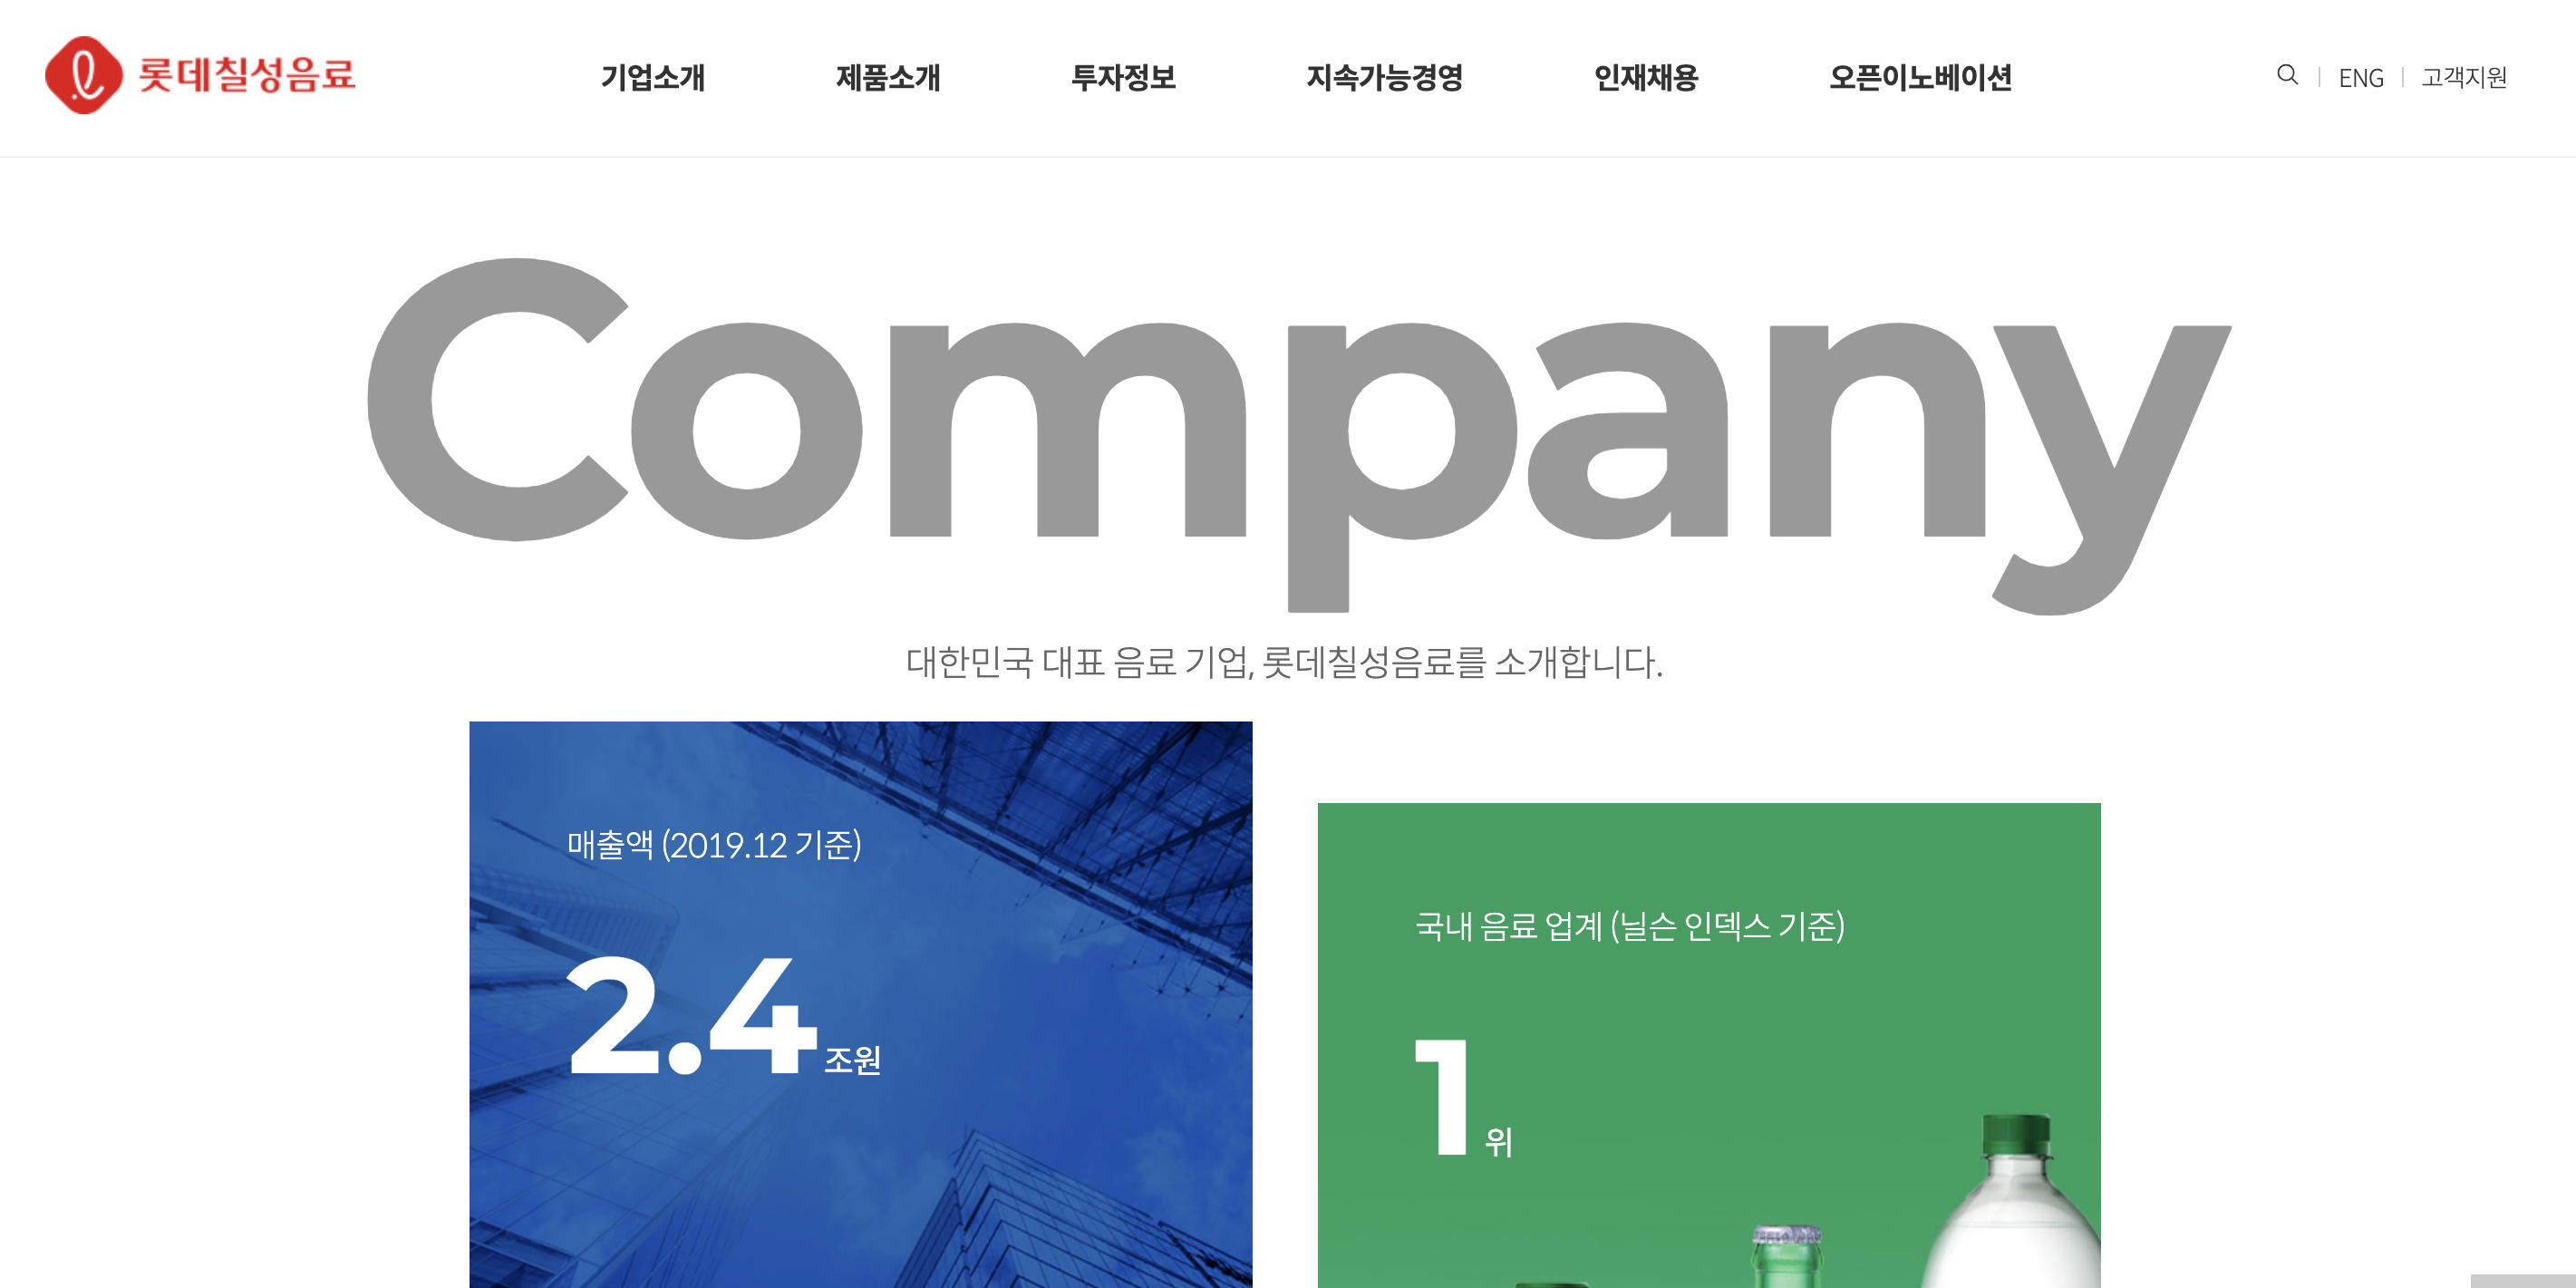 롯데칠성음료
기업소개 제품소개 투자정보 지속가능경영 인재채용 오픈이노베이션 ENG 고객지원
Company
대한민국 대표 음료 기업, 롯데칠성음료를 소개합니다.
매출액 (2019.12 기준)
2.4 조원
국내 음료 업계 (닐슨 인덱스 기준)
1 위